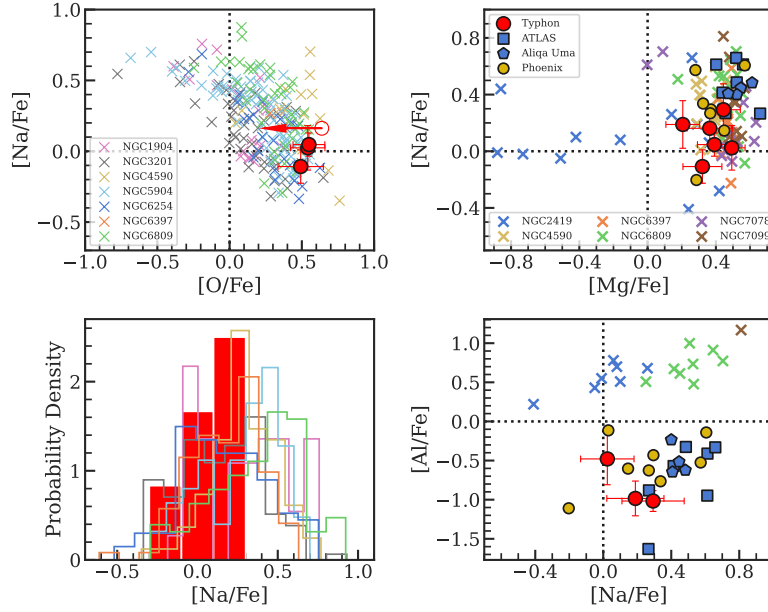 1.0
0.5
0.0
−0.5
[Na/Fe]
NGC1904
NGC3201
NGC4590
NGC5904
NGC6254
NGC6397
NGC6809
−1.0 −0.5 0.0 0.5 1.0
[O/Fe]
0.8
0.4
0.0
−0.4
[Na/Fe]
Typhon
ATLAS
Aliqa Uma
Phoenix
NGC2419 NGC6397 NGC7078
NGC4590 NGC6809 NGC7099
−0.8 −0.4 0.0 0.4
[Mg/Fe]
2
1
0
Probability Density
−0.5 0.0 0.5 1.0
[Na/Fe]
1.0
0.5
0.0
−0.5
−1.0
−1.5
[Al/Fe]
−0.4 0.0 0.4 0.8
[Na/Fe]